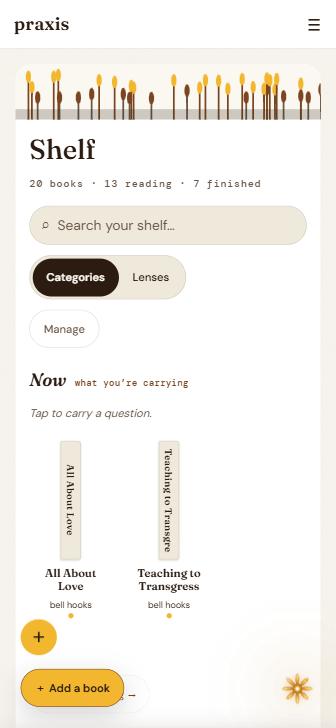 praxis
Shelf
20 books · 13 reading · 7 finished
Search your shelf...
Categories Lenses
Manage
Now what you're carrying
Tap to carry a question.
All About Love
Teaching to Transgre
All About
Love
bell hooks
Teaching to
Transgress
bell hooks
+
+ Add a book